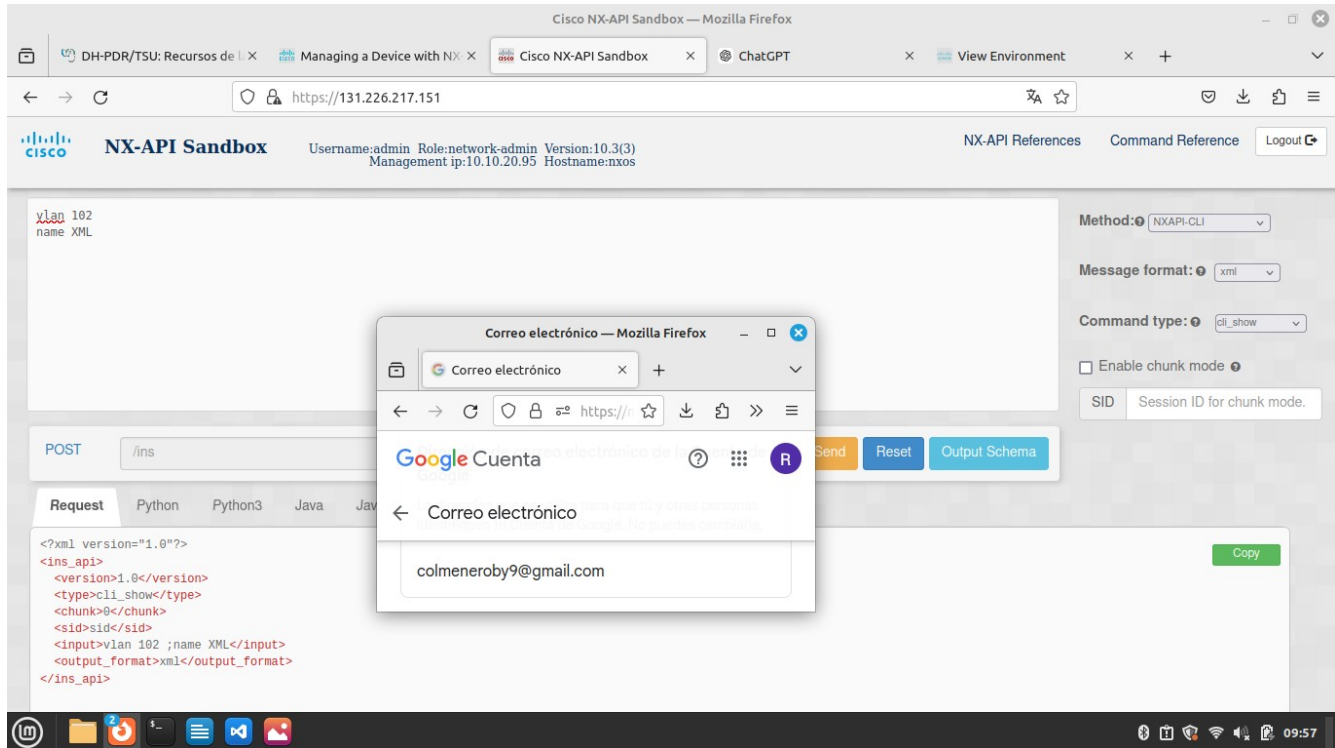 Cisco NX-API Sandbox — Mozilla Firefox
DH-PDR/TSU: Recursos de l
Managing a Device with NX-
Cisco NX-API Sandbox
ChatGPT
View Environment
https://131.226.217.151
CISCO
NX-API Sandbox
Username:admin Role:network-admin Version:10.3(3)
Management ip:10.10.20.95 Hostname:nxos
NX-API References
Command Reference
Logout
vlan 102
name XML
Method:
NXAPI-CLI
Message format:
xml
Command type:
cli_show
Enable chunk mode
SID
Session ID for chunk mode.
Correo electrónico — Mozilla Firefox
Correo electrónico
https://
Google Cuenta
R
Correo electrónico
colmeneroby9@gmail.com
POST
/ins
Send
Reset
Output Schema
Request
Python
Python3
Java
Jav
Copy
<?xml version="1.0"?>
<ins_api>
<version>1.0</version>
<type>cli_show</type>
<chunk>0</chunk>
<sid>sid</sid>
<input>vlan 102 ;name XML</input>
<output_format>xml</output_format>
</ins_api>
2
09:57